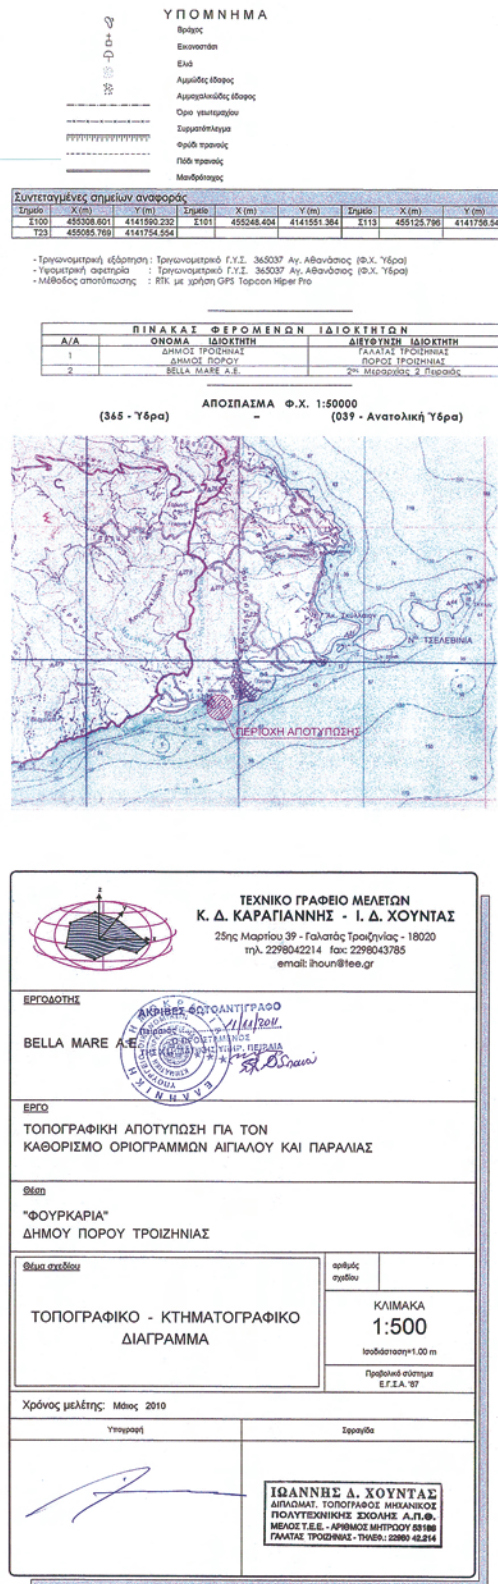 ΥΠΟΜΝΗΜΑ
Βράχος
Εικονοστάσι
Ελιά
Αμμώδες έδαφος
Αμμοχαλικώδες έδαφος
Όριο γεωτεμαχίου
Συρματόπλεγμα
Φρύδι πρανούς
Πόδι πρανούς
Μανδρότοιχος
Συντεταγμένες σημείων αναφοράς
Σημείο X (m) Y (m) Σημείο X (m) Y (m) Σημείο X (m) Y (m)
Σ100 455308.601 4141590.232 Σ101 455248.404 4141551.364 Σ113 455125.796
T23 455085.769 4141754.554
- Τριγωνομετρική εξάρτηση : Τριγωνομετρικό Γ.Υ.Σ. 365037 Αγ. Αθανάσιος (Φ.Χ. Ύδρα)
- Υψομετρική αφετηρία : Τριγωνομετρικό Γ.Υ.Σ. 365037 Αγ. Αθανάσιος (Φ.Χ. Ύδρα)
- Μέθοδος αποτύπωσης : RTK με χρήση GPS Topcon Hiper Pro
ΠΙΝΑΚΑΣ ΦΕΡΟΜΕΝΩΝ ΙΔΙΟΚΤΗΤΩΝ
Α/Α ΟΝΟΜΑ ΙΔΙΟΚΤΗΤΗ ΔΙΕΥΘΥΝΣΗ ΙΔΙΟΚΤΗΤΗ
1 ΔΗΜΟΣ ΤΡΟΙΖΗΝΑΣ ΓΑΛΑΤΑΣ ΤΡΟΙΖΗΝΙΑΣ
ΔΗΜΟΣ ΠΟΡΟΥ ΠΟΡΟΣ ΤΡΟΙΖΗΝΙΑΣ
2 BELLA MARE A.E. 2ας Μεραρχίας 2 Πειραιάς
ΑΠΟΣΠΑΣΜΑ Φ.Χ. 1:50000
(365 - Ύδρα) - (039 - Ανατολική Ύδρα)
Νοι ΤΣΕΛΕΒΙΝΙΑ
ΠΕΡΙΟΧΗ ΑΠΟΤΥΠΩΣΗΣ
ΤΕΧΝΙΚΟ ΓΡΑΦΕΙΟ ΜΕΛΕΤΩΝ
Κ. Δ. ΚΑΡΑΓΙΑΝΝΗΣ - Ι. Δ. ΧΟΥΝΤΑΣ
25ης Μαρτίου 39 - Γαλατάς Τροιζηνίας - 18020
τηλ. 2298042214 fax: 2298043785
email: ihoun@tee.gr
ΕΡΓΟΔΟΤΗΣ
ΑΚΡΙΒΕΣ ΦΩΤΟΑΝΤΙΓΡΑΦΟ
Πειραιάς 11/11/2011
BELLA MARE A.E.
Ο ΠΡΟΪΣΤΑΜΕΝΟΣ
ΕΡΓΟ
ΤΟΠΟΓΡΑΦΙΚΗ ΑΠΟΤΥΠΩΣΗ ΓΙΑ ΤΟΝ
ΚΑΘΟΡΙΣΜΟ ΟΡΙΟΓΡΑΜΜΩΝ ΑΙΓΙΑΛΟΥ ΚΑΙ ΠΑΡΑΛΙΑΣ
Θέση
"ΦΟΥΡΚΑΡΙΑ"
ΔΗΜΟΥ ΠΟΡΟΥ ΤΡΟΙΖΗΝΙΑΣ
Θέμα σχεδίου
αριθμός
σχεδίου
ΤΟΠΟΓΡΑΦΙΚΟ - ΚΤΗΜΑΤΟΓΡΑΦΙΚΟ
ΔΙΑΓΡΑΜΜΑ
ΚΛΙΜΑΚΑ
1:500
Ισοδιάσταση=1.00 m
Προβολικό σύστημα
Ε.Γ.Σ.Α. '87
Χρόνος μελέτης: Μάιος 2010
Υπογραφή Σφραγίδα
ΙΩΑΝΝΗΣ Δ. ΧΟΥΝΤΑΣ
ΔΙΠΛΩΜΑΤ. ΤΟΠΟΓΡΑΦΟΣ ΜΗΧΑΝΙΚΟΣ
ΠΟΛΥΤΕΧΝΙΚΗΣ ΣΧΟΛΗΣ Α.Π.Θ.
ΜΕΛΟΣ Τ.Ε.Ε. - ΑΡΙΘΜΟΣ ΜΗΤΡΩΟΥ 53186
ΓΑΛΑΤΑΣ ΤΡΟΙΖΗΝΙΑΣ - ΤΗΛΕΦ.: 22980 42.214